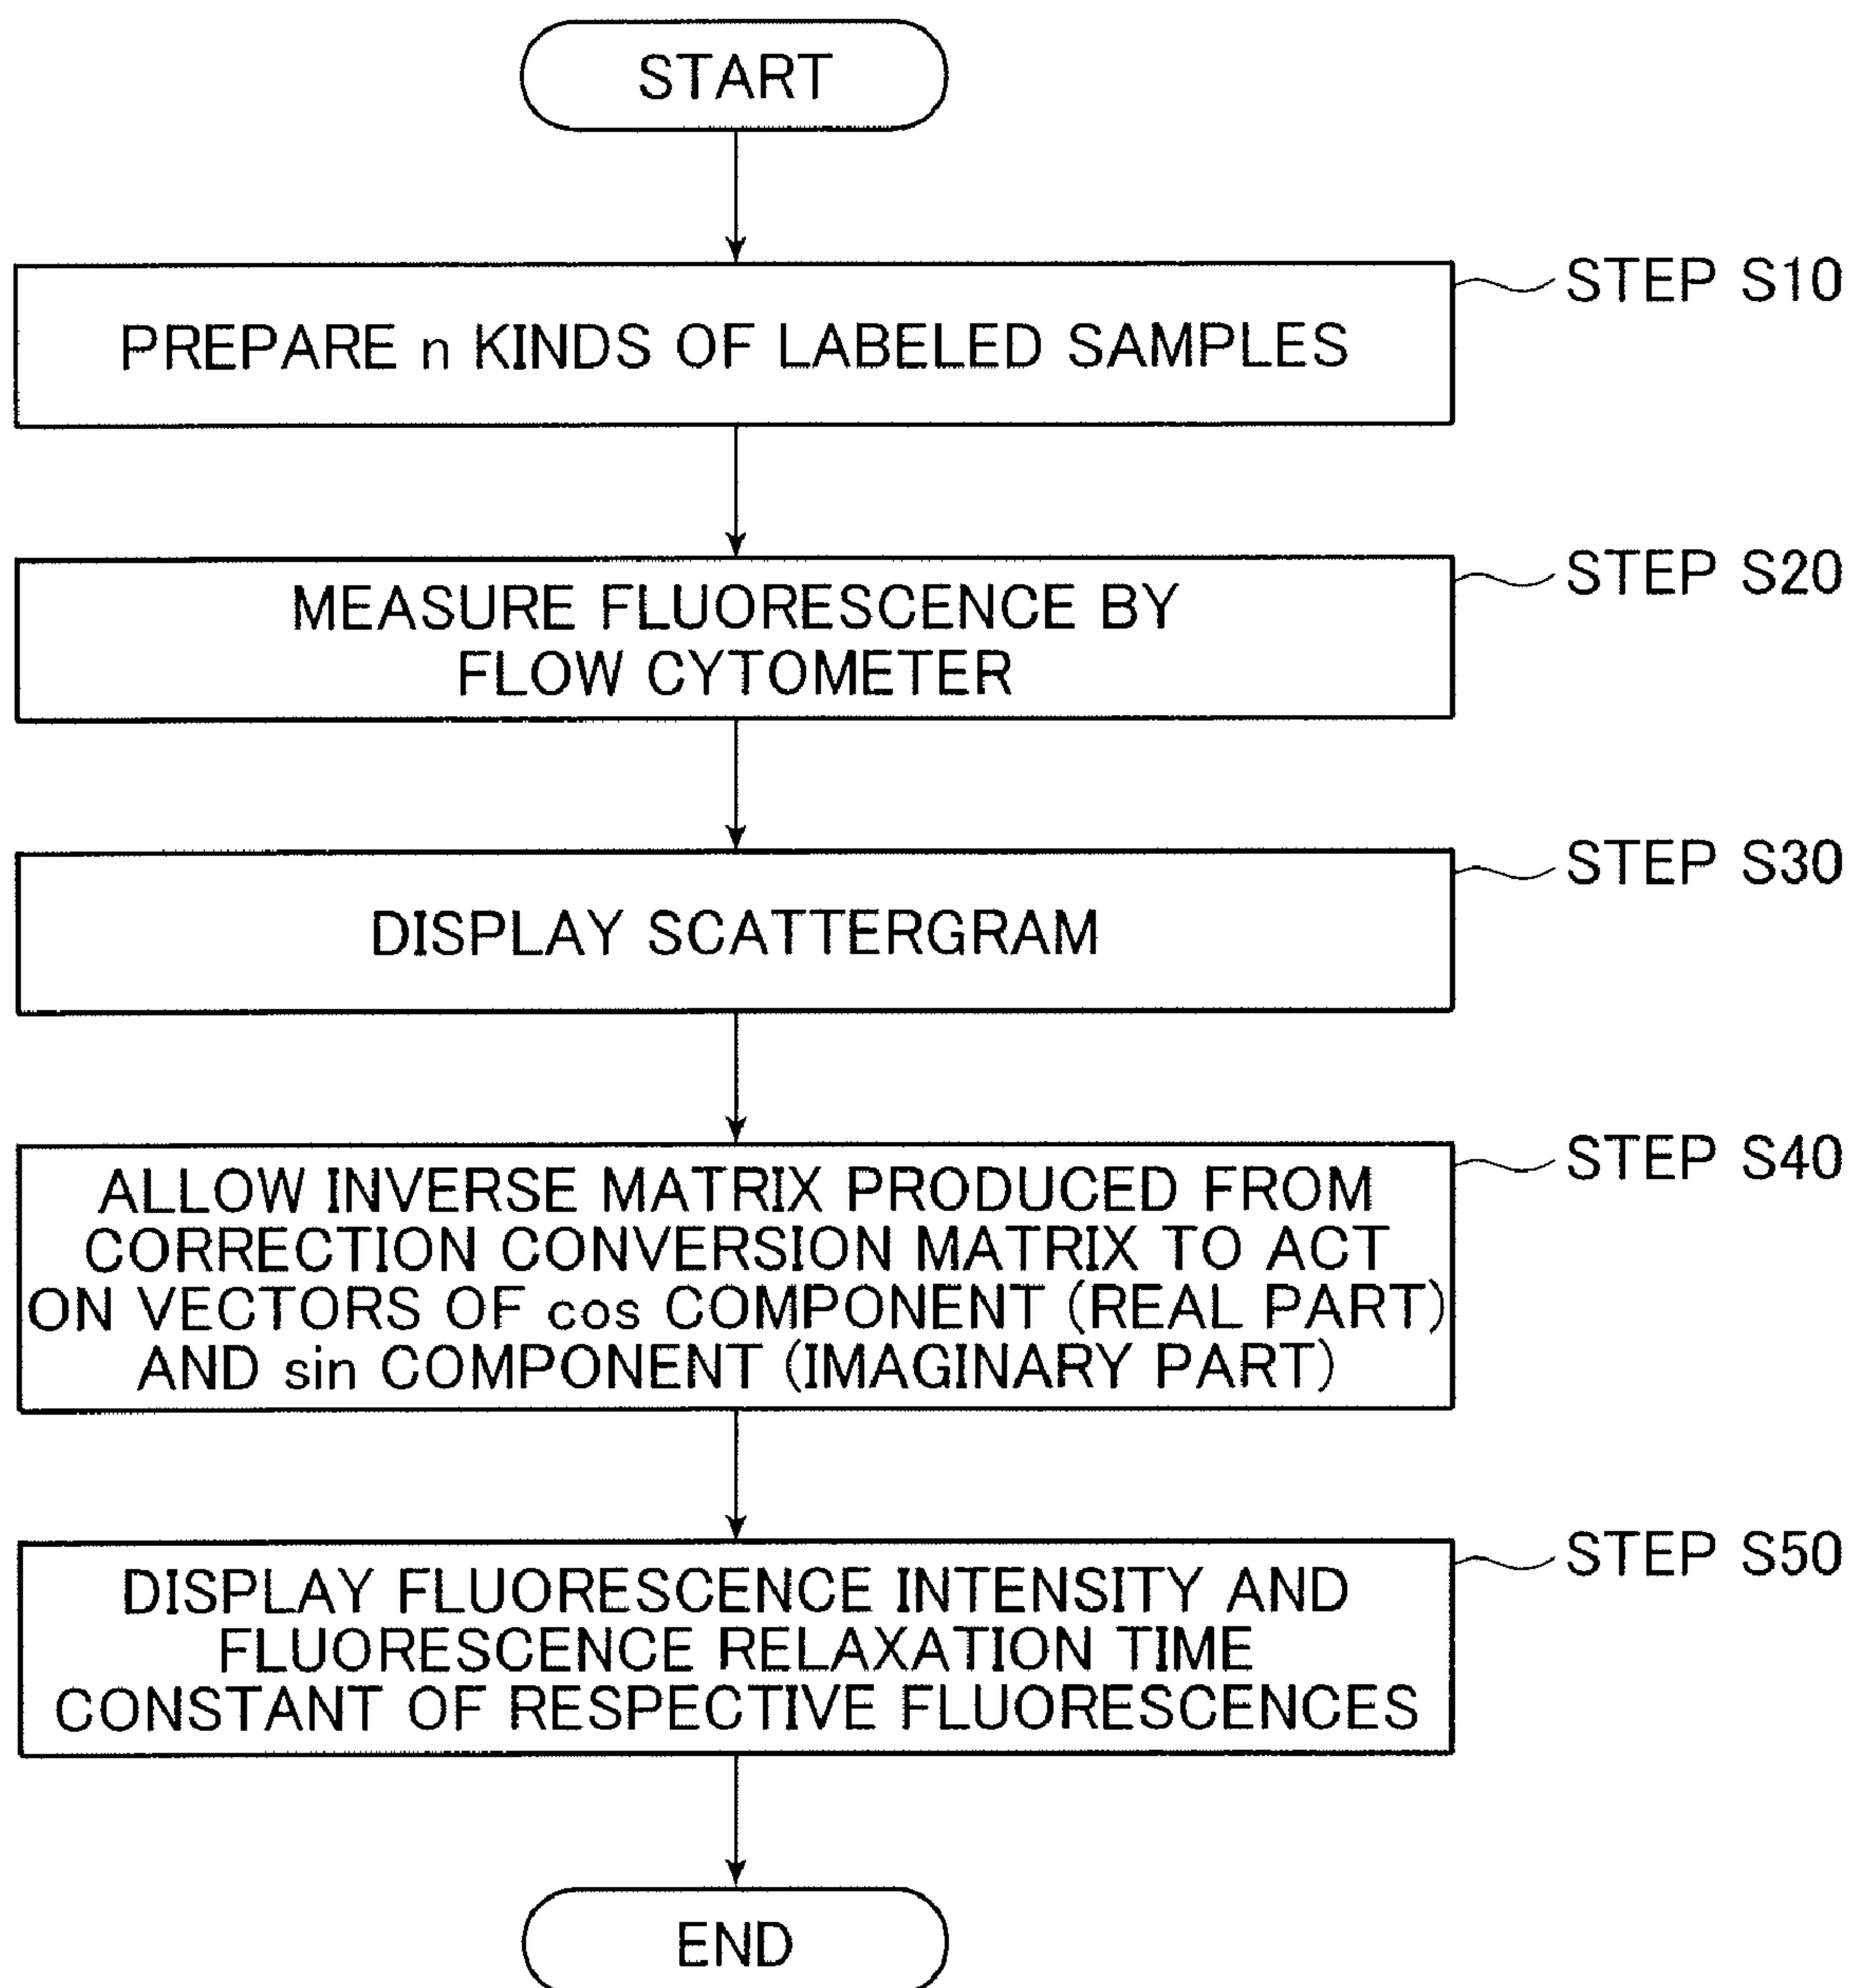 START
STEP S10
PREPARE n KINDS OF LABELED SAMPLES
STEP S20
MEASURE FLUORESCENCE BY
FLOW CYTOMETER
STEP S30
DISPLAY SCATTERGRAM
STEP S40
ALLOW INVERSE MATRIX PRODUCED FROM
CORRECTION CONVERSION MATRIX TO ACT
ON VECTORS OF cos COMPONENT (REAL PART)
AND sin COMPONENT (IMAGINARY PART)
STEP S50
DISPLAY FLUORESCENCE INTENSITY AND
FLUORESCENCE RELAXATION TIME
CONSTANT OF RESPECTIVE FLUORESCENCES
END